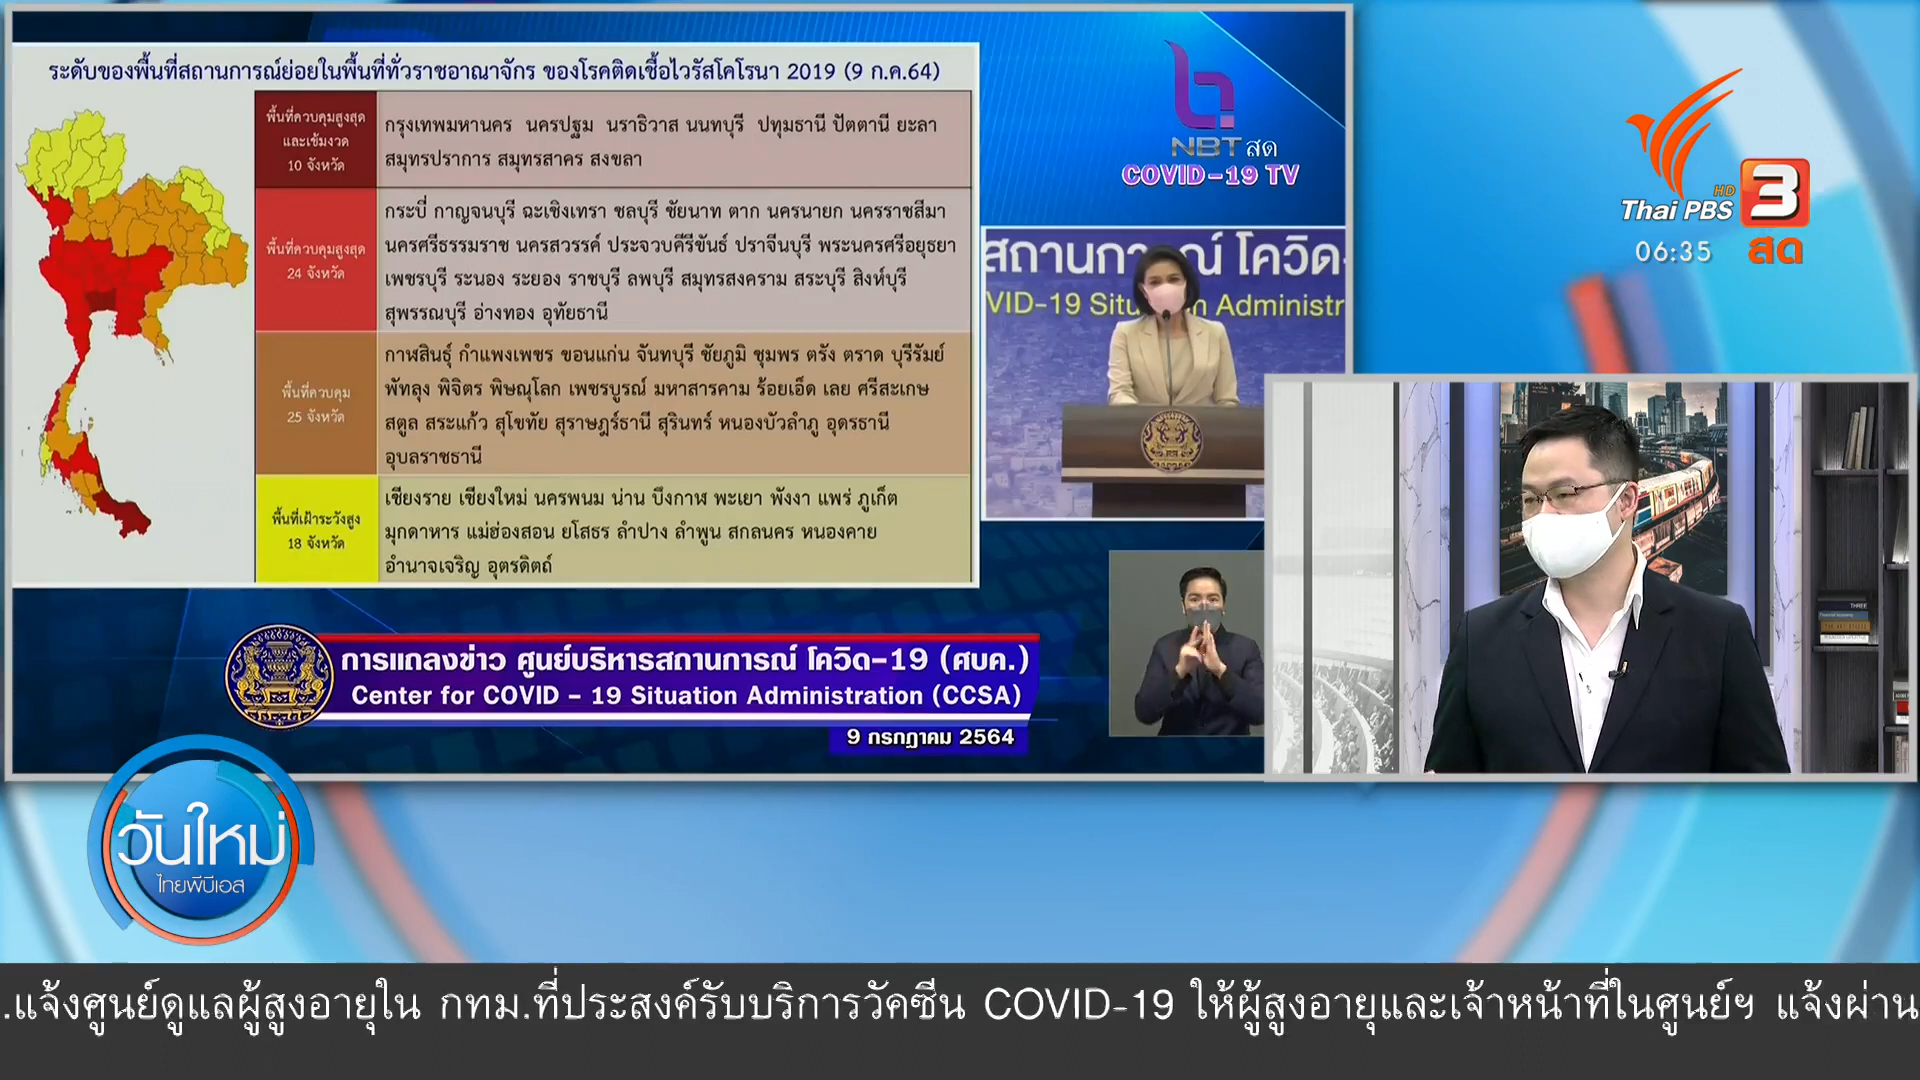 ระดับของพื้นที่สถานการณ์ย่อยในพื้นที่ทั่วราชอาณาจักร ของโรคติดเชื้อไวรัสโคโรนา 2019 (9 ก.ค.64)
พื้นที่ควบคุมสูงสุด
และเข้มงวด
10 จังหวัด
กรุงเทพมหานคร นครปฐม นราธิวาส นนทบุรี ปทุมธานี ปัตตานี ยะลา
สมุทรปราการ สมุทรสาคร สงขลา
พื้นที่ควบคุมสูงสุด
24 จังหวัด
กระบี่ กาญจนบุรี ฉะเชิงเทรา ชลบุรี ชัยนาท ตาก นครนายก นครราชสีมา
นครศรีธรรมราช นครสวรรค์ ประจวบคีรีขันธ์ ปราจีนบุรี พระนครศรีอยุธยา
เพชรบุรี ระนอง ระยอง ราชบุรี ลพบุรี สมุทรสงคราม สระบุรี สิงห์บุรี
สุพรรณบุรี อ่างทอง อุทัยธานี
พื้นที่ควบคุม
25 จังหวัด
กาฬสินธุ์ กำแพงเพชร ขอนแก่น จันทบุรี ชัยภูมิ ชุมพร ตรัง ตราด บุรีรัมย์
พัทลุง พิจิตร พิษณุโลก เพชรบูรณ์ มหาสารคาม ร้อยเอ็ด เลย ศรีสะเกษ
สตูล สระแก้ว สุโขทัย สุราษฎร์ธานี สุรินทร์ หนองบัวลำภู อุดรธานี
อุบลราชธานี
พื้นที่เฝ้าระวังสูง
18 จังหวัด
เชียงราย เชียงใหม่ นครพนม น่าน บึงกาฬ พะเยา พังงา แพร่ ภูเก็ต
มุกดาหาร แม่ฮ่องสอน ยโสธร ลำปาง ลำพูน สกลนคร หนองคาย
อำนาจเจริญ อุตรดิตถ์
NBT สด
COVID-19 TV
สถานการณ์ โควิด-
VID-19 Situation Administr
Thai PBS HD 3
06:35 สด
การแถลงข่าว ศูนย์บริหารสถานการณ์ โควิด-19 (ศบค.)
Center for COVID - 19 Situation Administration (CCSA)
9 กรกฎาคม 2564
วันใหม่
ไทยพีบีเอส
.แจ้งศูนย์ดูแลผู้สูงอายุใน กทม.ที่ประสงค์รับบริการวัคซีน COVID-19 ให้ผู้สูงอายุและเจ้าหน้าที่ในศูนย์ฯ แจ้งผ่าน